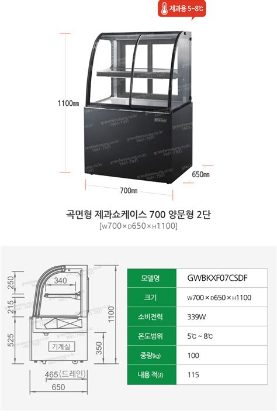 제과용 5~8℃
1100㎜
650㎜
700㎜
곡면형 제과쇼케이스 700 양문형 2단
[W700×D650×H1100]
340
250
215
525
1100
350
기계실
465(드레인)
650
모델명 GWBKXF07CSDF
크기 W700×D650×H1100
소비전력 339W
온도범위 5℃~8℃
중량(㎏) 100
내용 적(ℓ) 115